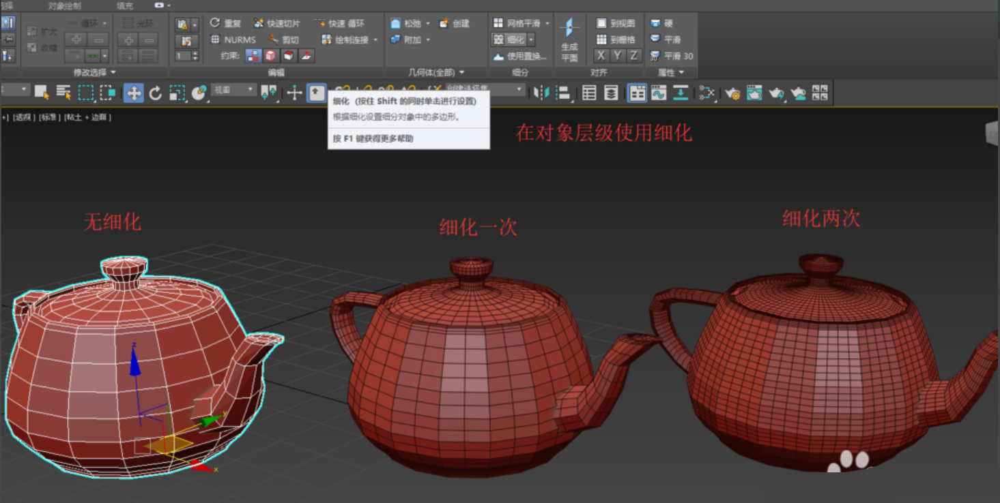 选择 对象绘制 填充
扩大 循环 光环 重复 快速切片 快速 循环 松弛 创建 网格平滑 到视图 硬
收缩 NURMS 剪切 绘制连接 附加 细化 生成 到栅格 平滑
1 约束: 使用置换... 平面 X Y Z 平滑 30
修改选择 编辑 几何体(全部) 细分 对齐 属性
视图
细化 (按住 Shift 的同时单击进行设置)
根据细化设置细分对象中的多边形。
按 F1 键获得更多帮助
+] [透视] [标准] [粘土 + 边面]
在对象层级使用细化
无细化
细化一次
细化两次
z
y
x